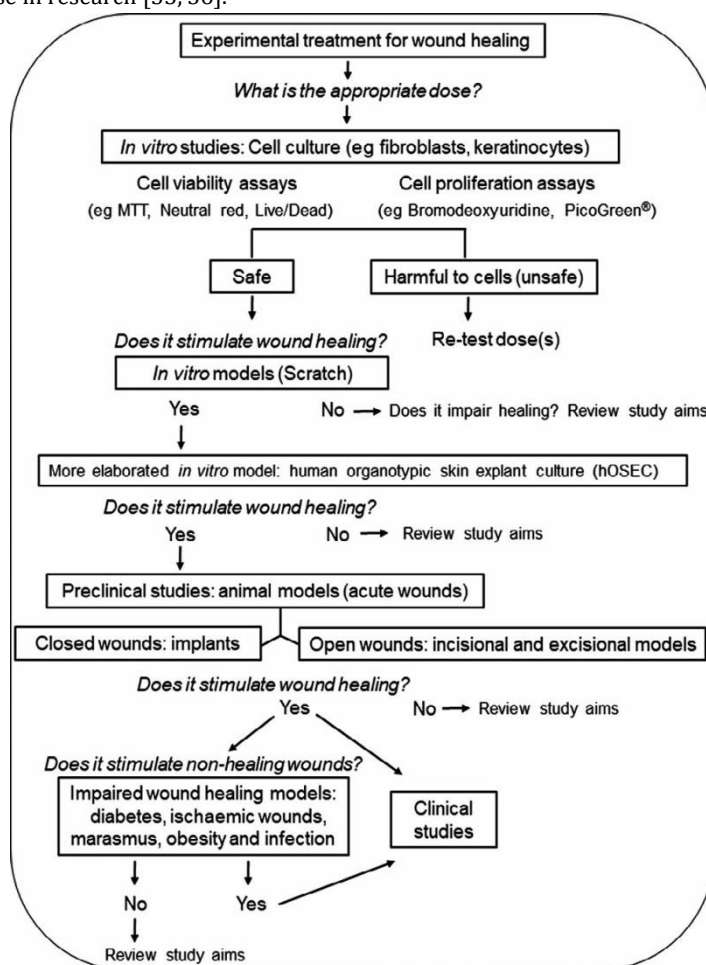 se in research [35, 36].
Experimental treatment for wound healing
What is the appropriate dose?
In vitro studies: Cell culture (eg fibroblasts, keratinocytes)
Cell viability assays
(eg MTT, Neutral red, Live/Dead)
Cell proliferation assays
(eg Bromodeoxyuridine, PicoGreen®)
Safe
Harmful to cells (unsafe)
Does it stimulate wound healing?
Re-test dose(s)
In vitro models (Scratch)
Yes
No → Does it impair healing? Review study aims
More elaborated in vitro model: human organotypic skin explant culture (hOSEC)
Does it stimulate wound healing?
Yes
No → Review study aims
Preclinical studies: animal models (acute wounds)
Closed wounds: implants
Open wounds: incisional and excisional models
Does it stimulate wound healing?
Yes
No → Review study aims
Does it stimulate non-healing wounds?
Impaired wound healing models:
diabetes, ischaemic wounds,
marasmus, obesity and infection
Clinical
studies
No
Yes
Review study aims